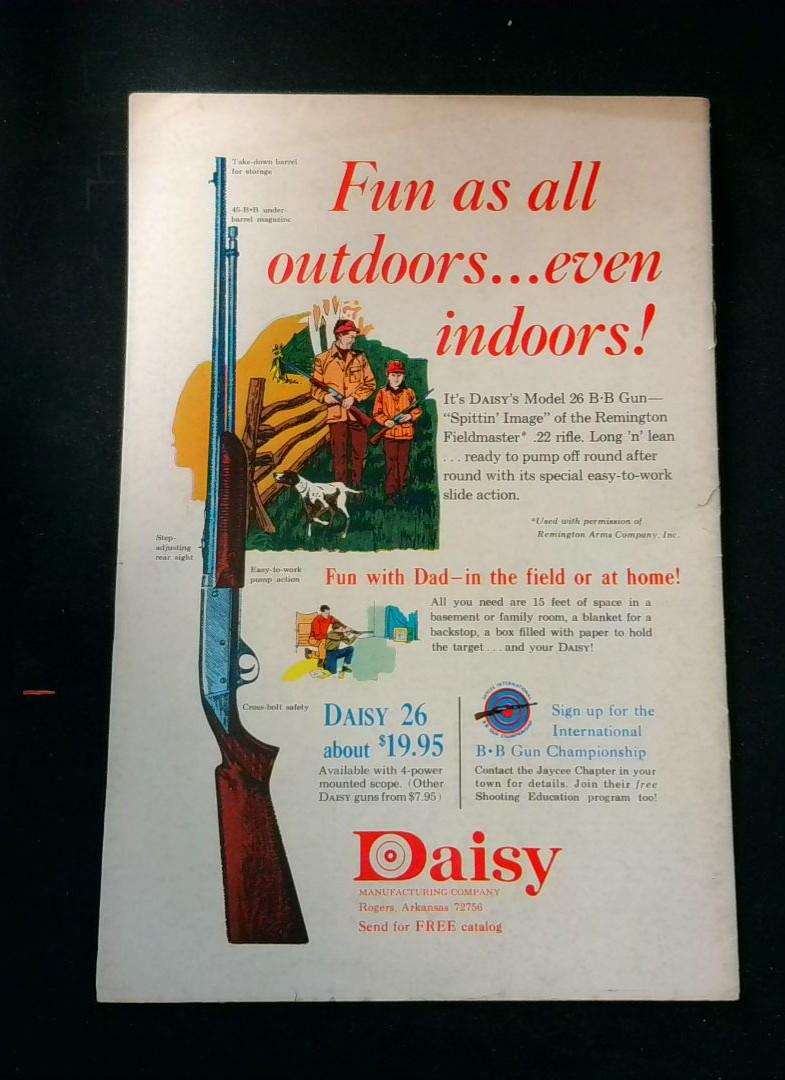 Take-down barrel
for storage
45-B·B under-
barrel magazine
Fun as all
outdoors...even
indoors!
It's DAISY's Model 26 B·B Gun—
"Spittin' Image" of the Remington
Fieldmaster* .22 rifle. Long 'n' lean
... ready to pump off round after
round with its special easy-to-work
slide action.
*Used with permission of
Remington Arms Company, Inc.
Step-
adjusting
rear sight
Easy-to-work
pump action
Fun with Dad—in the field or at home!
All you need are 15 feet of space in a
basement or family room, a blanket for a
backstop, a box filled with paper to hold
the target... and your DAISY!
Cross-bolt safety
DAISY 26
about $19.95
Available with 4-power
mounted scope. (Other
DAISY guns from $7.95)
JAYCEE INTERNATIONAL
B·B GUN CHAMPIONSHIP
Sign up for the
International
B·B Gun Championship
Contact the Jaycee Chapter in your
town for details. Join their free
Shooting Education program too!
Daisy
MANUFACTURING COMPANY
Rogers, Arkansas 72756
Send for FREE catalog